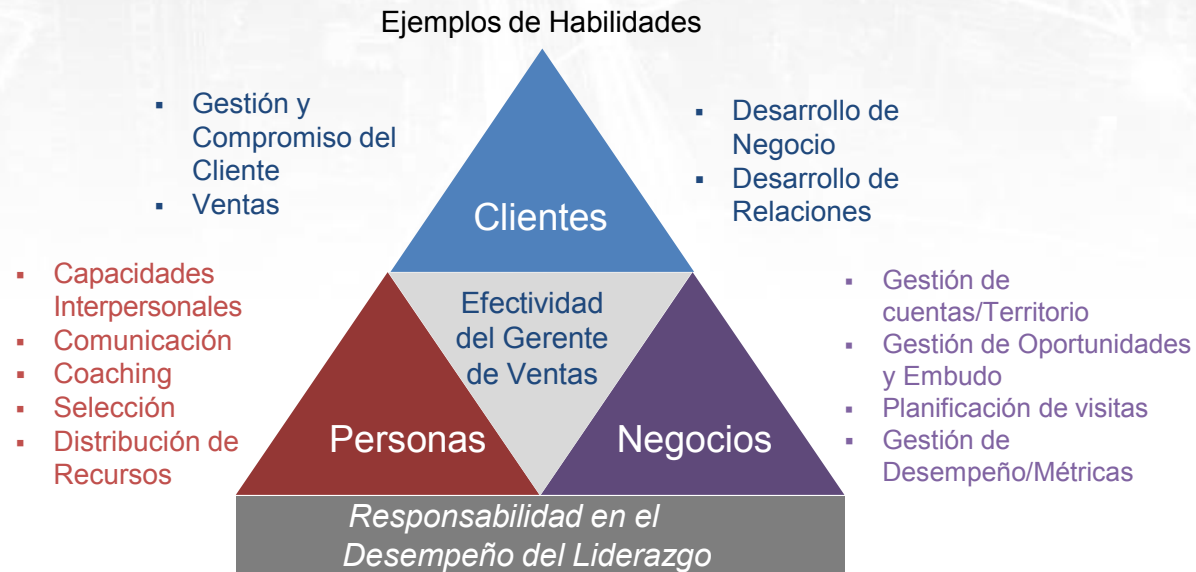 Ejemplos de Habilidades
▪ Gestión y
Compromiso del
Cliente
▪ Ventas
▪ Desarrollo de
Negocio
▪ Desarrollo de
Relaciones
Clientes
▪ Capacidades
Interpersonales
▪ Comunicación
▪ Coaching
▪ Selección
▪ Distribución de
Recursos
Efectividad
del Gerente
de Ventas
Personas
Negocios
▪ Gestión de
cuentas/Territorio
▪ Gestión de Oportunidades
y Embudo
▪ Planificación de visitas
▪ Gestión de
Desempeño/Métricas
Responsabilidad en el
Desempeño del Liderazgo